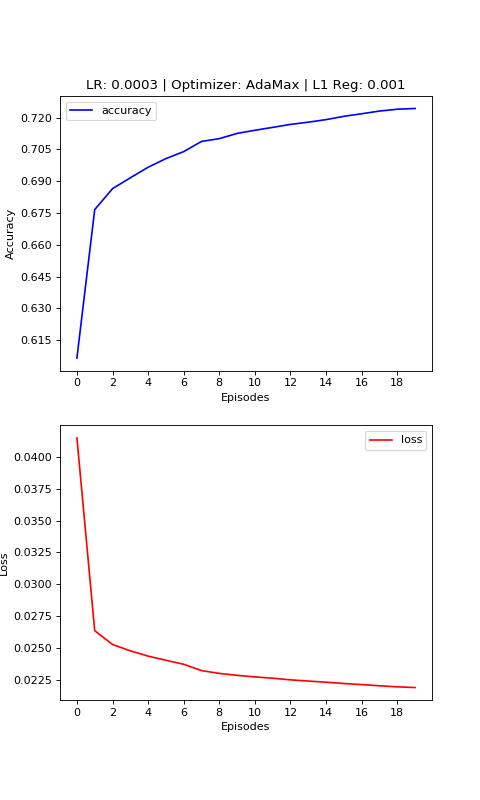 LR: 0.0003 | Optimizer: AdaMax | L1 Reg: 0.001
accuracy
0.720
0.705
0.690
0.675
0.660
0.645
0.630
0.615
Accuracy
0 2 4 6 8 10 12 14 16 18
Episodes
loss
0.0400
0.0375
0.0350
0.0325
0.0300
0.0275
0.0250
0.0225
Loss
0 2 4 6 8 10 12 14 16 18
Episodes